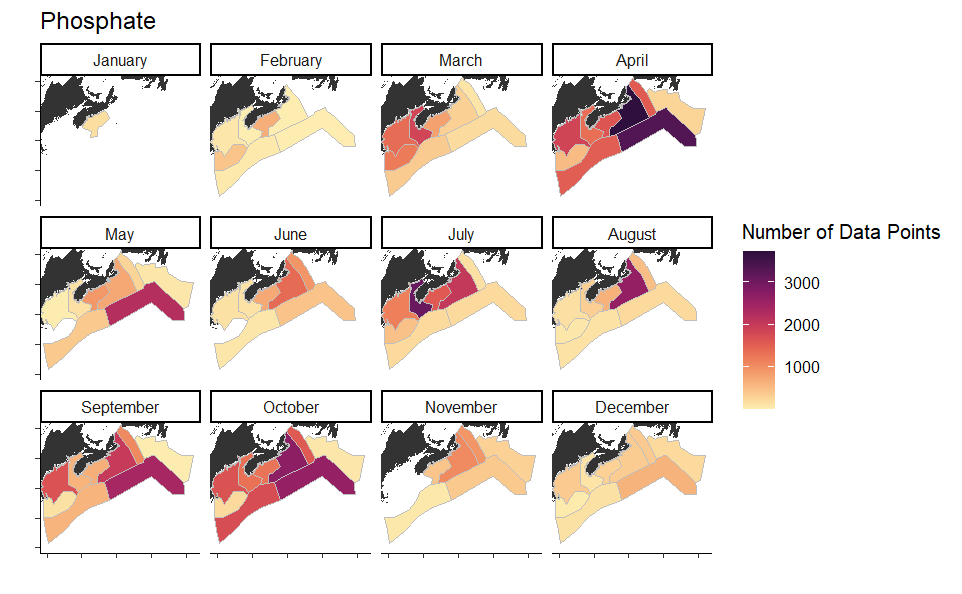 Phosphate
January February March April
May June July August
Number of Data Points
3000
2000
1000
September October November December